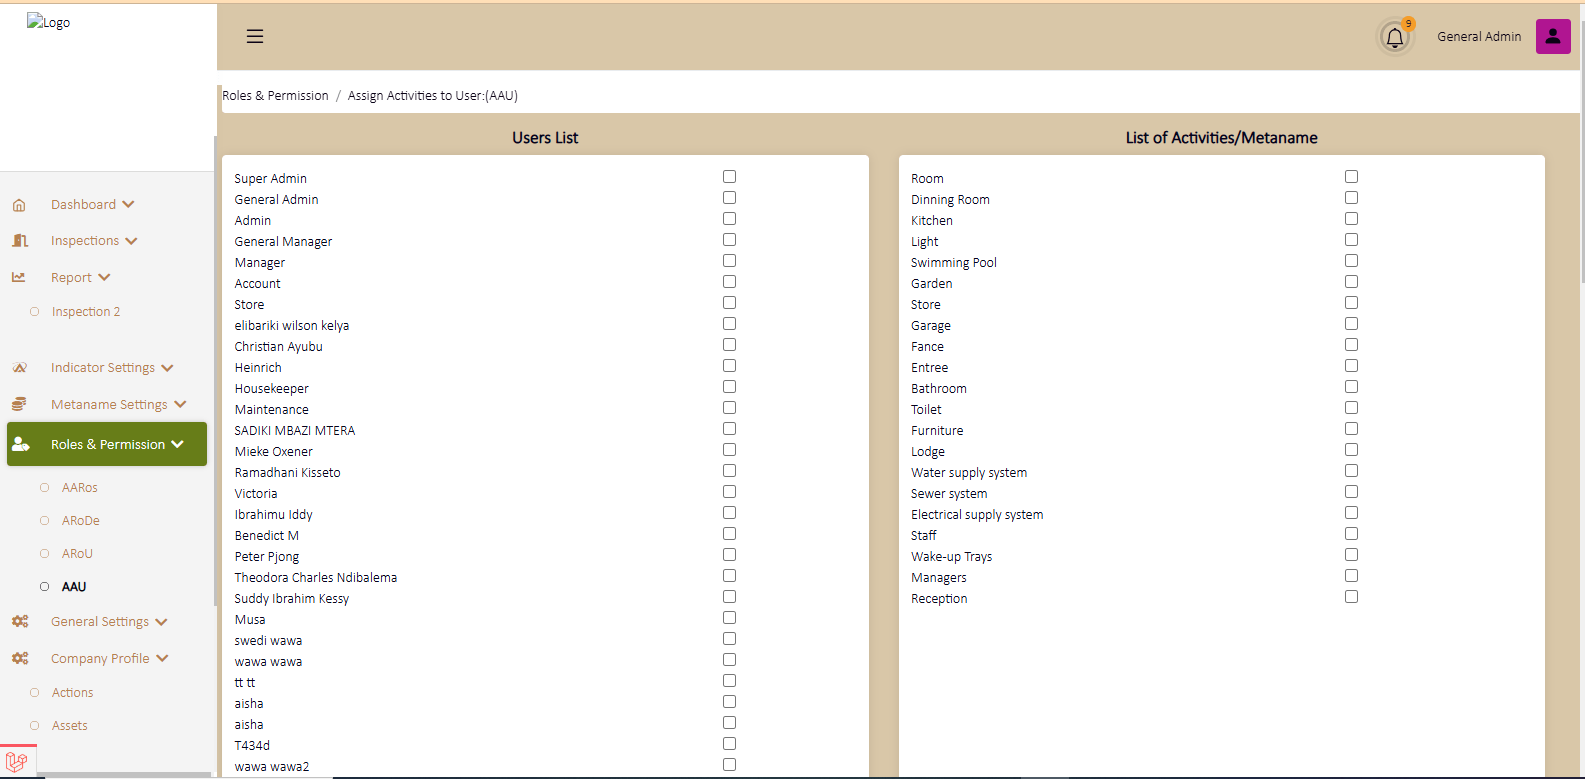 Logo
9
General Admin
Roles & Permission / Assign Activities to User:(AAU)
Dashboard
Inspections
Report
Inspection 2
Indicator Settings
Metaname Settings
Roles & Permission
AARos
ARoDe
ARoU
AAU
General Settings
Company Profile
Actions
Assets
Users List
Super Admin
General Admin
Admin
General Manager
Manager
Account
Store
elibariki wilson kelya
Christian Ayubu
Heinrich
Housekeeper
Maintenance
SADIKI MBAZI MTERA
Mieke Oxener
Ramadhani Kisseto
Victoria
Ibrahimu Iddy
Benedict M
Peter Pjong
Theodora Charles Ndibalema
Suddy Ibrahim Kessy
Musa
swedi wawa
wawa wawa
tt tt
aisha
aisha
T434d
wawa wawa2
List of Activities/Metaname
Room
Dinning Room
Kitchen
Light
Swimming Pool
Garden
Store
Garage
Fance
Entree
Bathroom
Toilet
Furniture
Lodge
Water supply system
Sewer system
Electrical supply system
Staff
Wake-up Trays
Managers
Reception